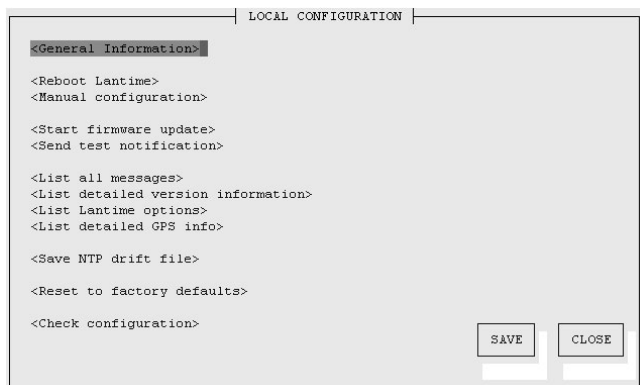 LOCAL CONFIGURATION
<General Information>
<Reboot Lantime>
<Manual configuration>
<Start firmware update>
<Send test notification>
<List all messages>
<List detailed version information>
<List Lantime options>
<List detailed GPS info>
<Save NTP drift file>
<Reset to factory defaults>
<Check configuration>
SAVE CLOSE